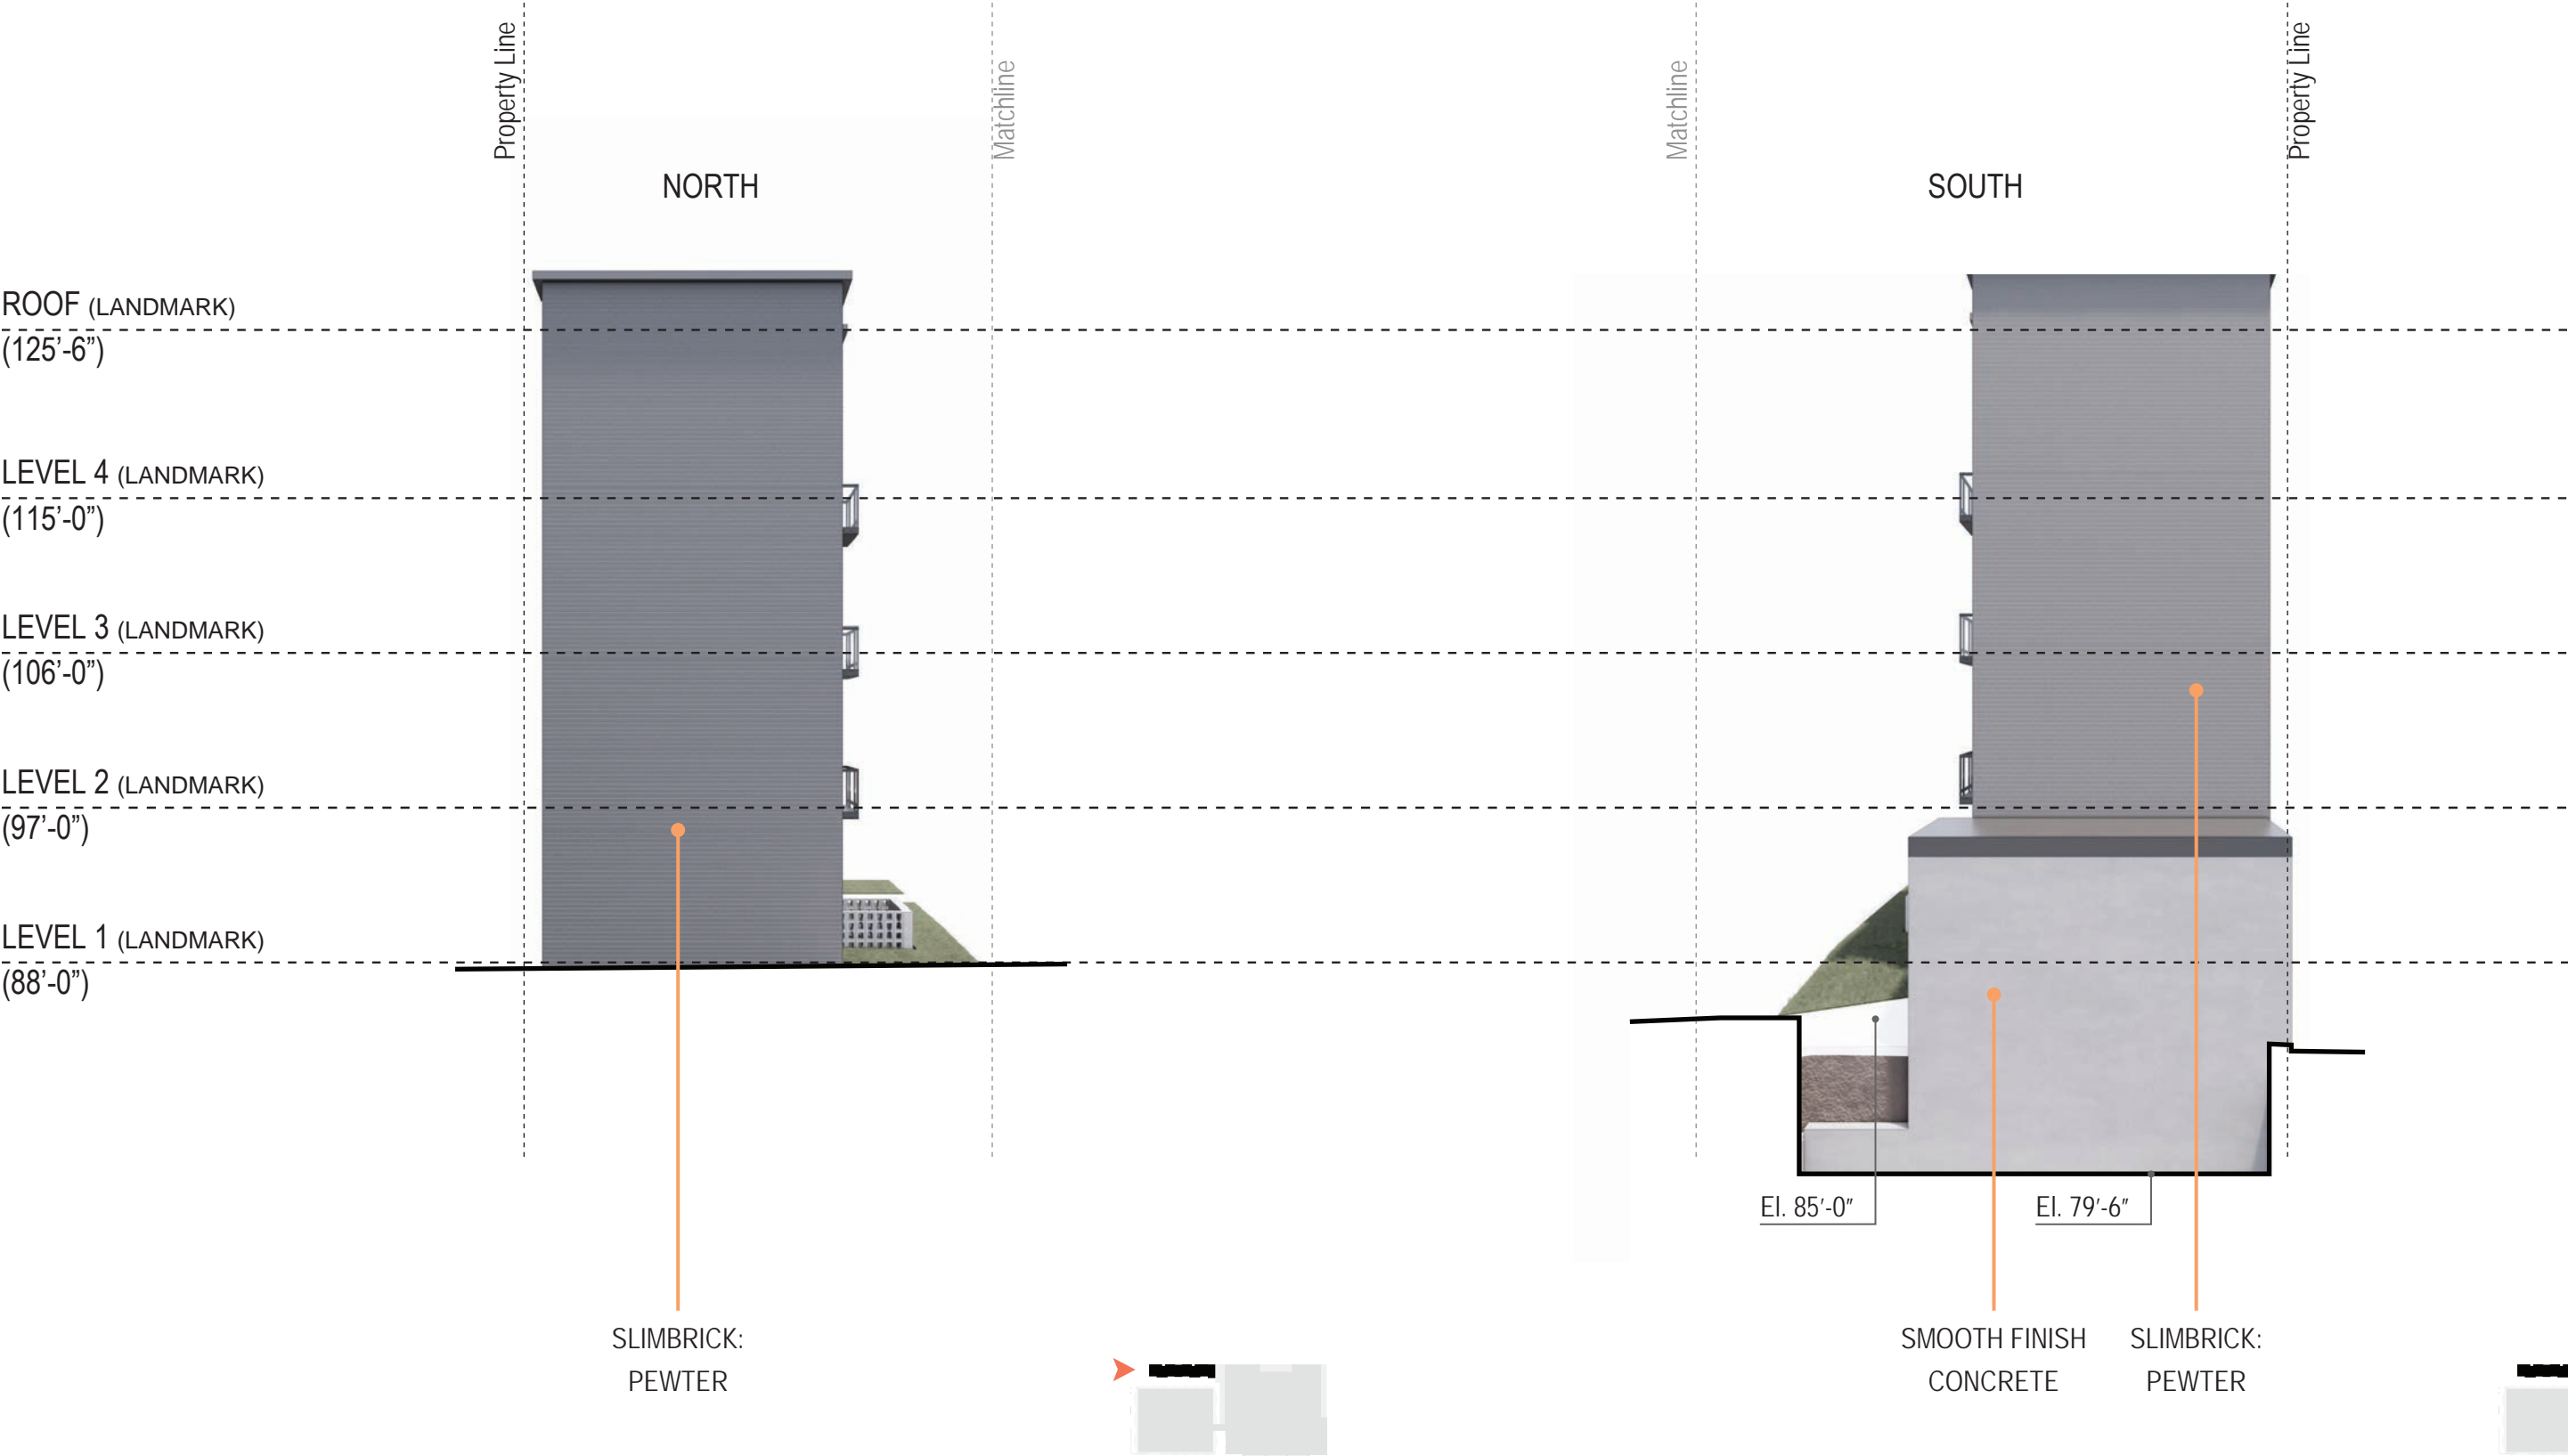 Property Line
Matchline
Matchline
Property Line
NORTH
SOUTH
ROOF (LANDMARK)
(125’-6”)
LEVEL 4 (LANDMARK)
(115’-0”)
LEVEL 3 (LANDMARK)
(106’-0”)
LEVEL 2 (LANDMARK)
(97’-0”)
LEVEL 1 (LANDMARK)
(88’-0”)
El. 85’-0”
El. 79’-6”
SLIMBRICK:
PEWTER
SMOOTH FINISH
CONCRETE
SLIMBRICK:
PEWTER